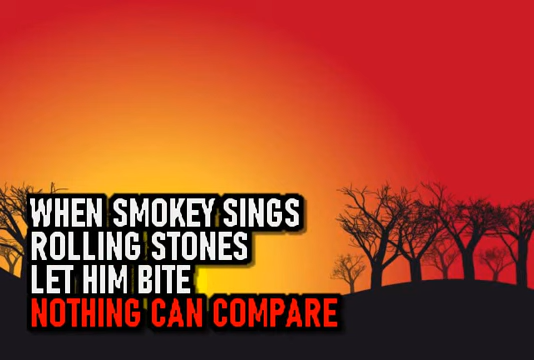 WHEN SMOKEY SINGS
ROLLING STONES
LET HIM BITE
NOTHING CAN COMPARE